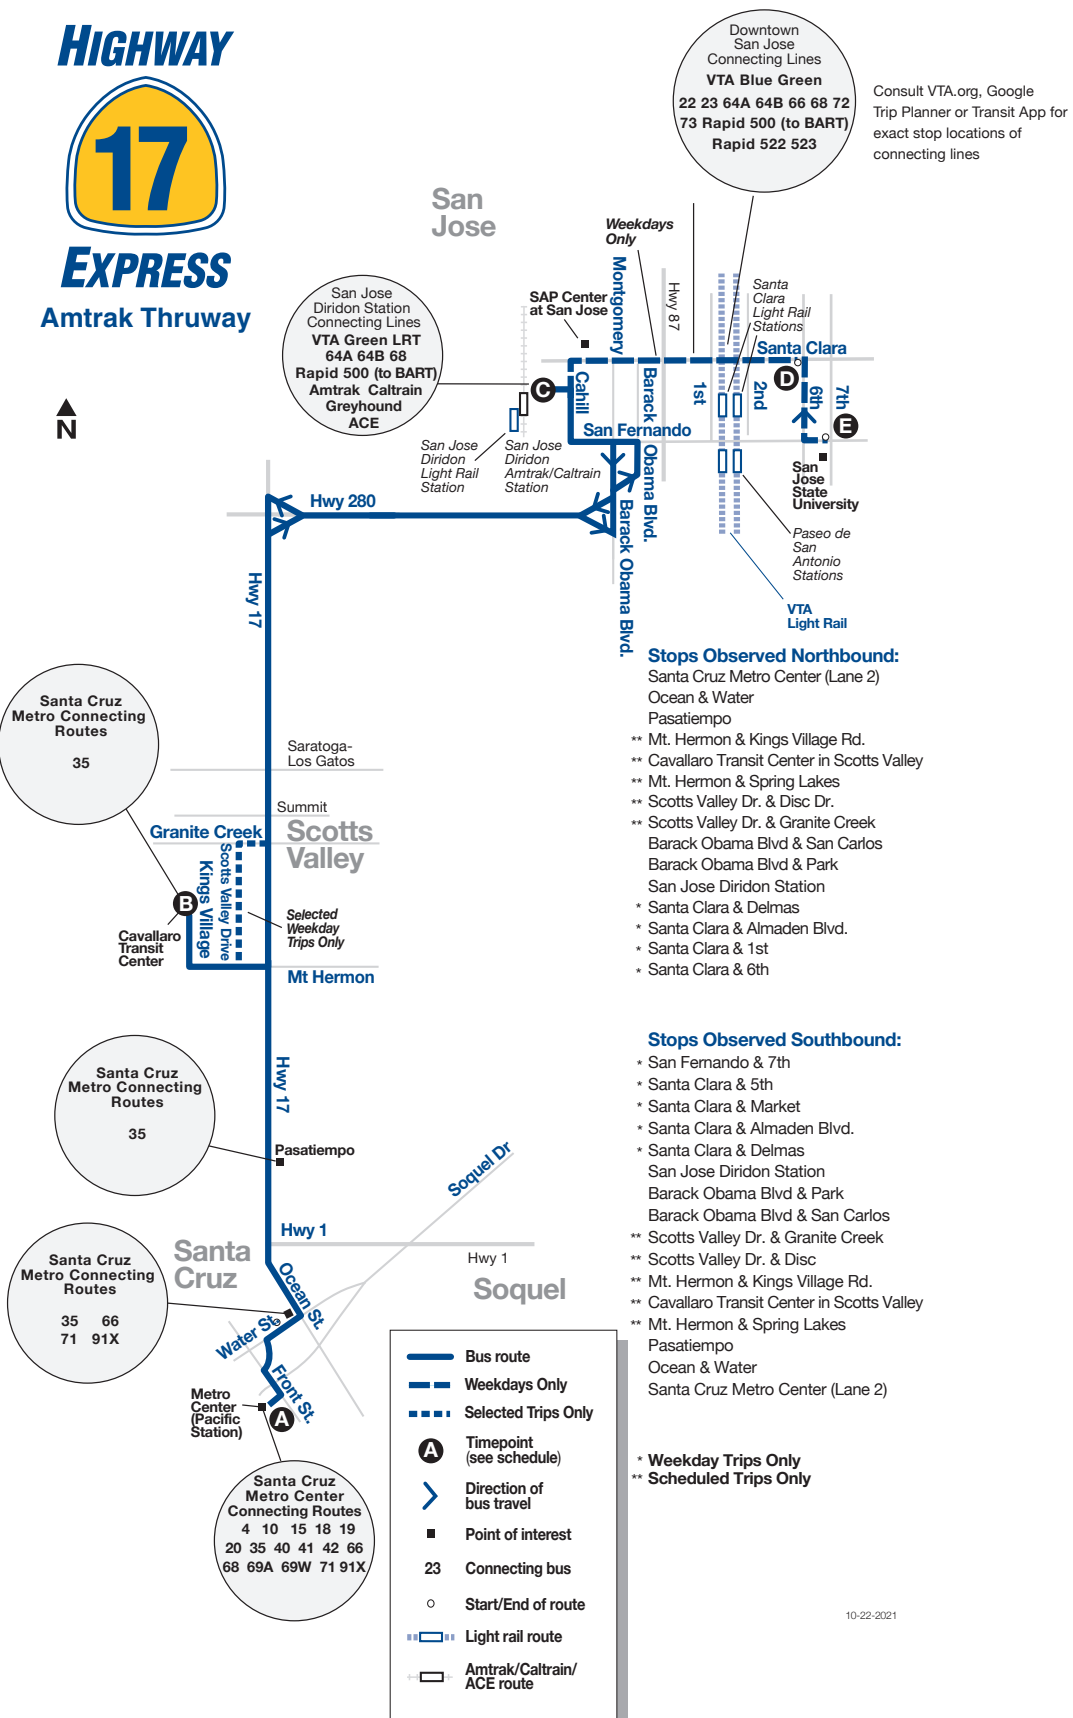 HIGHWAY
17
EXPRESS
Amtrak Thruway
N
Downtown
San Jose
Connecting Lines
VTA Blue Green
22 23 64A 64B 66 68 72
73 Rapid 500 (to BART)
Rapid 522 523
Consult VTA.org, Google
Trip Planner or Transit App for
exact stop locations of
connecting lines
San
Jose
Weekdays
Only
San Jose
Diridon Station
Connecting Lines
VTA Green LRT
64A 64B 68
Rapid 500 (to BART)
Amtrak Caltrain
Greyhound
ACE
SAP Center
at San Jose
Montgomery
Hwy 87
Santa
Clara
Light Rail
Stations
Santa Clara
C
Cahill
Barack
Obama Blvd.
1st
2nd
D
6th
7th
E
San Fernando
San Jose
Diridon
Light Rail
Station
San Jose
Diridon
Amtrak/Caltrain
Station
San
Jose
State
University
Paseo de
San
Antonio
Stations
VTA
Light Rail
Hwy 280
Barack Obama Blvd.
Hwy 17
Santa Cruz
Metro Connecting
Routes
35
Saratoga-
Los Gatos
Summit
Granite Creek
Scotts
Valley
B
Kings Village
Scotts Valley Drive
Selected
Weekday
Trips Only
Cavallaro
Transit
Center
Mt Hermon
Hwy 17
Santa Cruz
Metro Connecting
Routes
35
Pasatiempo
Soquel Dr
Hwy 1
Hwy 1
Santa
Cruz
Soquel
Santa Cruz
Metro Connecting
Routes
35 66
71 91X
Ocean St.
Water St.
Front St.
Metro
Center
(Pacific
Station)
A
Santa Cruz
Metro Center
Connecting Routes
4 10 15 18 19
20 35 40 41 42 66
68 69A 69W 71 91X
Bus route
Weekdays Only
Selected Trips Only
A
Timepoint
(see schedule)
Direction of
bus travel
Point of interest
23 Connecting bus
Start/End of route
Light rail route
Amtrak/Caltrain/
ACE route
Stops Observed Northbound:
Santa Cruz Metro Center (Lane 2)
Ocean & Water
Pasatiempo
** Mt. Hermon & Kings Village Rd.
** Cavallaro Transit Center in Scotts Valley
** Mt. Hermon & Spring Lakes
** Scotts Valley Dr. & Disc Dr.
** Scotts Valley Dr. & Granite Creek
Barack Obama Blvd & San Carlos
Barack Obama Blvd & Park
San Jose Diridon Station
* Santa Clara & Delmas
* Santa Clara & Almaden Blvd.
* Santa Clara & 1st
* Santa Clara & 6th
Stops Observed Southbound:
* San Fernando & 7th
* Santa Clara & 5th
* Santa Clara & Market
* Santa Clara & Almaden Blvd.
* Santa Clara & Delmas
San Jose Diridon Station
Barack Obama Blvd & Park
Barack Obama Blvd & San Carlos
** Scotts Valley Dr. & Granite Creek
** Scotts Valley Dr. & Disc
** Mt. Hermon & Kings Village Rd.
** Cavallaro Transit Center in Scotts Valley
** Mt. Hermon & Spring Lakes
Pasatiempo
Ocean & Water
Santa Cruz Metro Center (Lane 2)
* Weekday Trips Only
** Scheduled Trips Only
10-22-2021